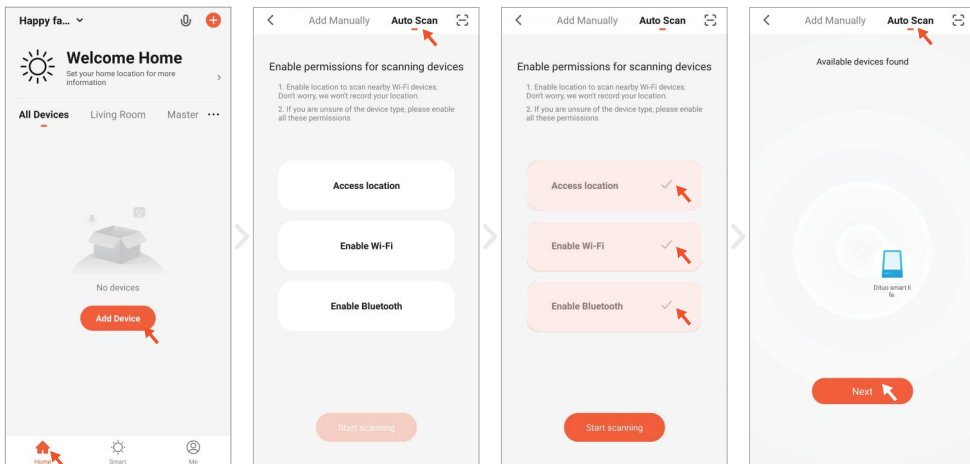 Happy fa...
Welcome Home
Set your home location for more
information
All Devices Living Room Master
No devices
Add Device
Home Smart Me
Add Manually Auto Scan
Enable permissions for scanning devices
1. Enable location to scan nearby Wi-Fi devices.
Don't worry, we won't record your location.
2. If you are unsure of the device type, please enable
all these permissions
Access location
Enable Wi-Fi
Enable Bluetooth
Start scanning
Add Manually Auto Scan
Enable permissions for scanning devices
1. Enable location to scan nearby Wi-Fi devices.
Don't worry, we won't record your location.
2. If you are unsure of the device type, please enable
all these permissions
Access location
Enable Wi-Fi
Enable Bluetooth
Start scanning
Add Manually Auto Scan
Available devices found
Dituo smart li
fe
Next